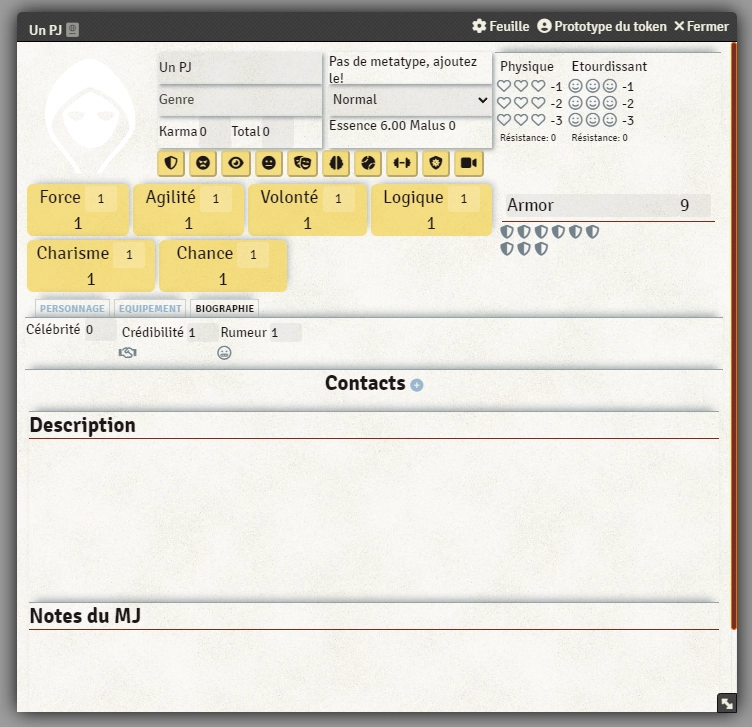 Un PJ
Feuille Prototype du token Fermer
Un PJ
Genre
Karma 0 Total 0
Pas de metatype, ajoutez
le!
Normal
Essence 6.00 Malus 0
Physique Etourdissant
-1 -1
-2 -2
-3 -3
Résistance: 0 Résistance: 0
Force 1 Agilité 1 Volonté 1 Logique 1
1 1 1 1
Charisme 1 Chance 1
1 1
Armor 9
PERSONNAGE EQUIPEMENT BIOGRAPHIE
Célébrité 0 Crédibilité 1 Rumeur 1
Contacts
Description
Notes du MJ